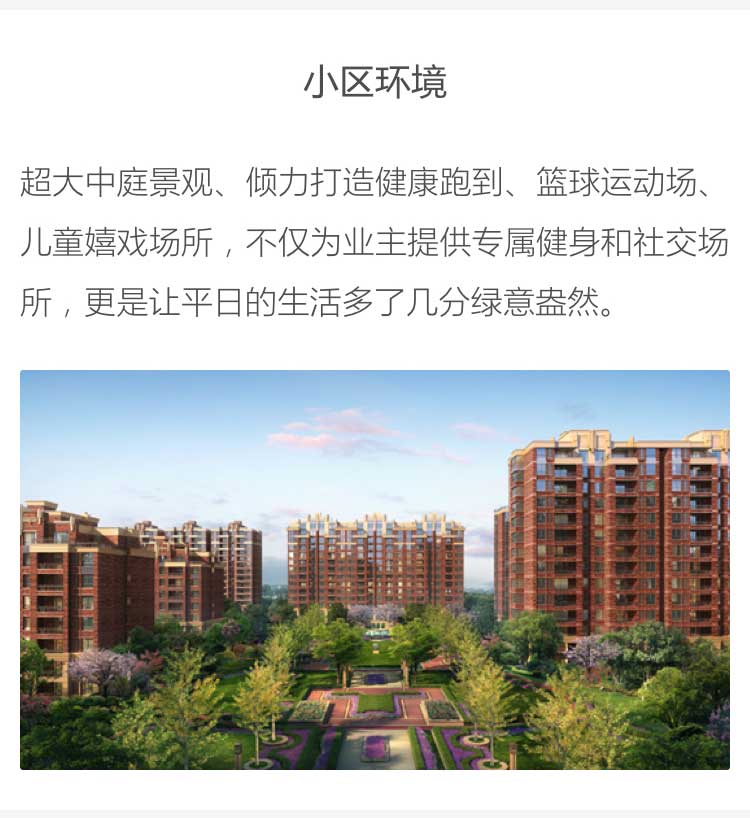 小区环境
超大中庭景观、倾力打造健康跑到、篮球运动场、
儿童嬉戏场所，不仅为业主提供专属健身和社交场
所，更是让平日的生活多了几分绿意盎然。